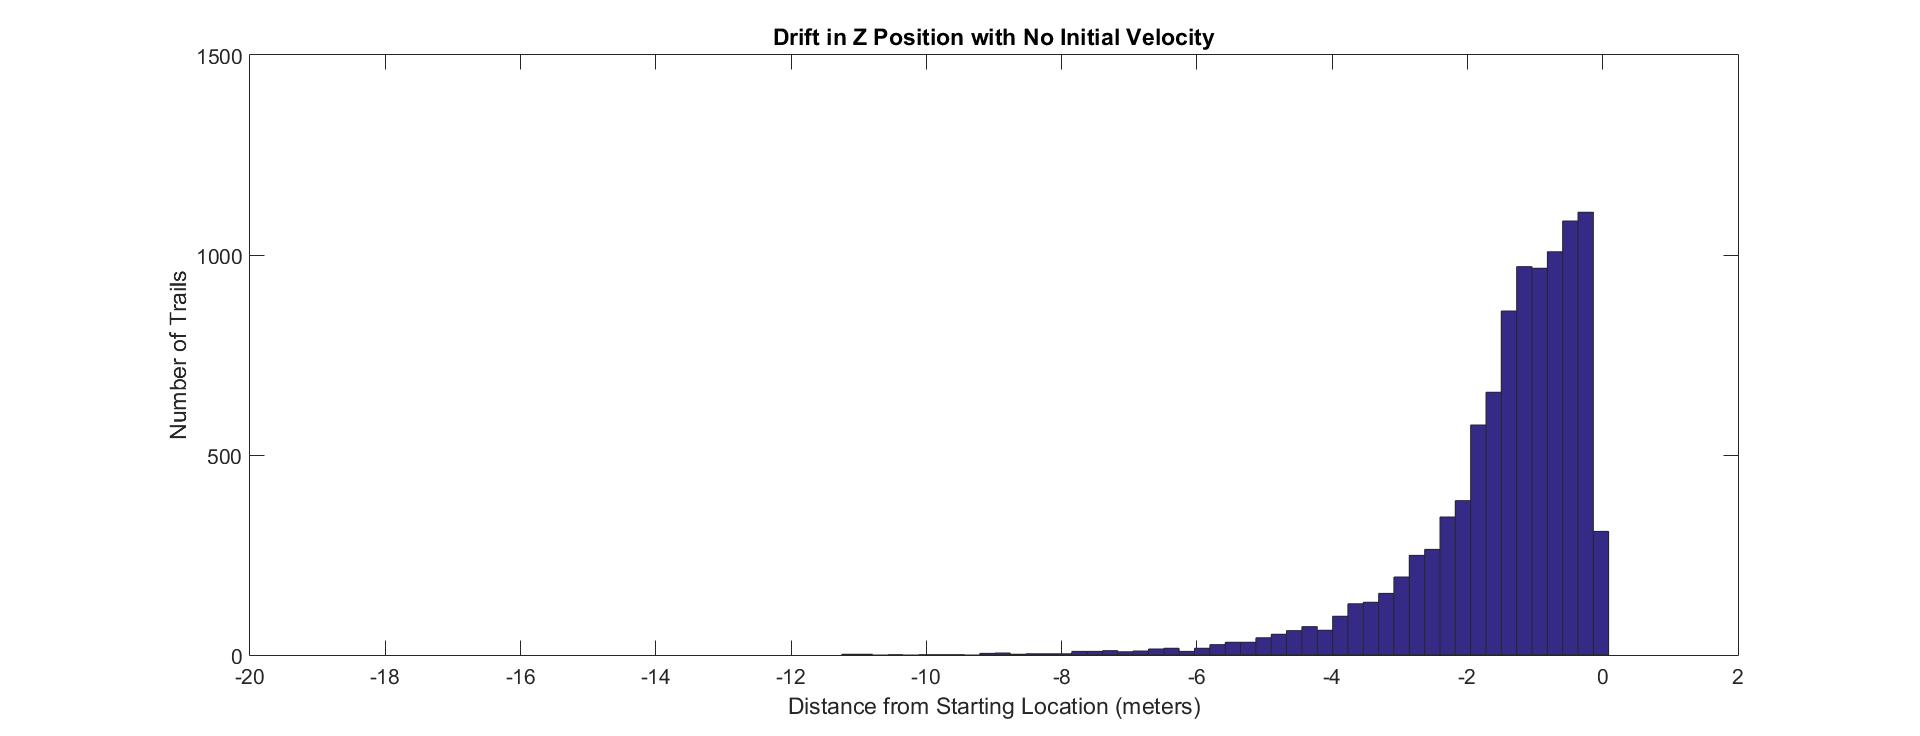 Drift in Z Position with No Initial Velocity
1500
1000
500
0
Number of Trails
-20 -18 -16 -14 -12 -10 -8 -6 -4 -2 0 2
Distance from Starting Location (meters)